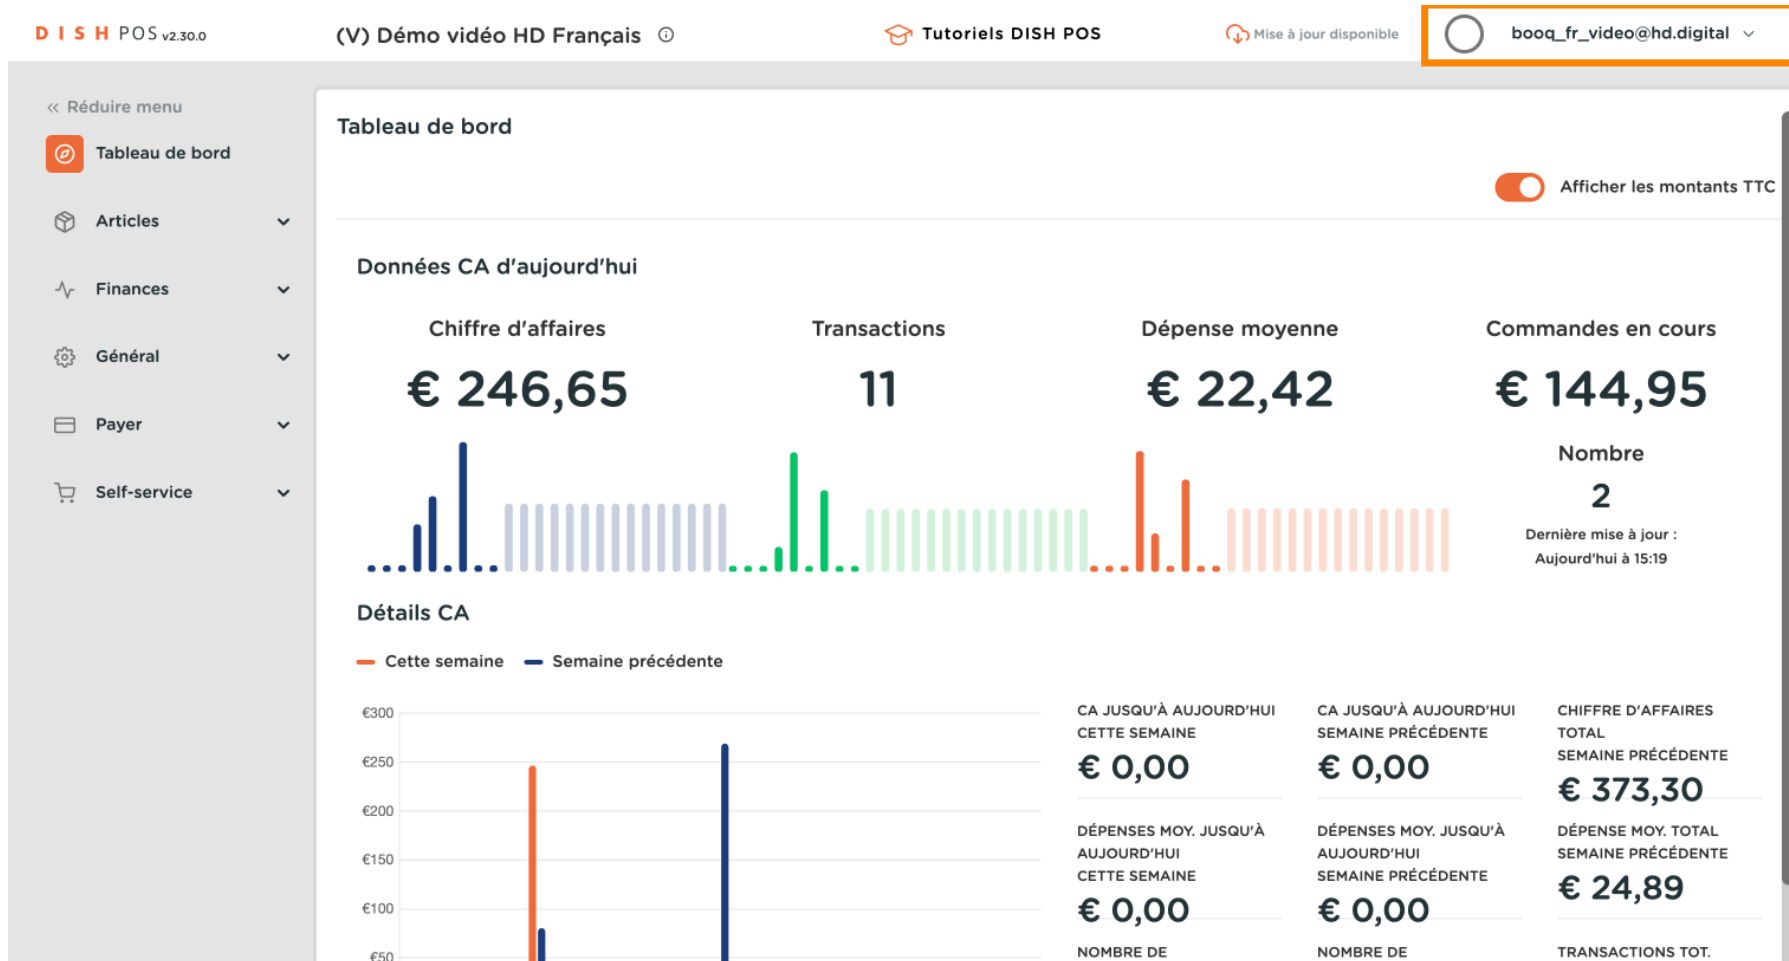 DISH POS v2.30.0
(V) Démo vidéo HD Français
Tutoriels DISH POS
Mise à jour disponible
booq_fr_video@hd.digital
« Réduire menu
Tableau de bord
Articles
Finances
Général
Payer
Self-service
Tableau de bord
Afficher les montants TTC
Données CA d'aujourd'hui
Chiffre d'affaires
€ 246,65
Transactions
11
Dépense moyenne
€ 22,42
Commandes en cours
€ 144,95
Nombre
2
Dernière mise à jour :
Aujourd'hui à 15:19
Détails CA
Cette semaine
Semaine précédente
€300
€250
€200
€150
€100
€50
CA JUSQU'À AUJOURD'HUI
CETTE SEMAINE
€ 0,00
CA JUSQU'À AUJOURD'HUI
SEMAINE PRÉCÉDENTE
€ 0,00
CHIFFRE D'AFFAIRES
TOTAL
SEMAINE PRÉCÉDENTE
€ 373,30
DÉPENSES MOY. JUSQU'À
AUJOURD'HUI
CETTE SEMAINE
€ 0,00
DÉPENSES MOY. JUSQU'À
AUJOURD'HUI
SEMAINE PRÉCÉDENTE
€ 0,00
DÉPENSE MOY. TOTAL
SEMAINE PRÉCÉDENTE
€ 24,89
NOMBRE DE
NOMBRE DE
TRANSACTIONS TOT.